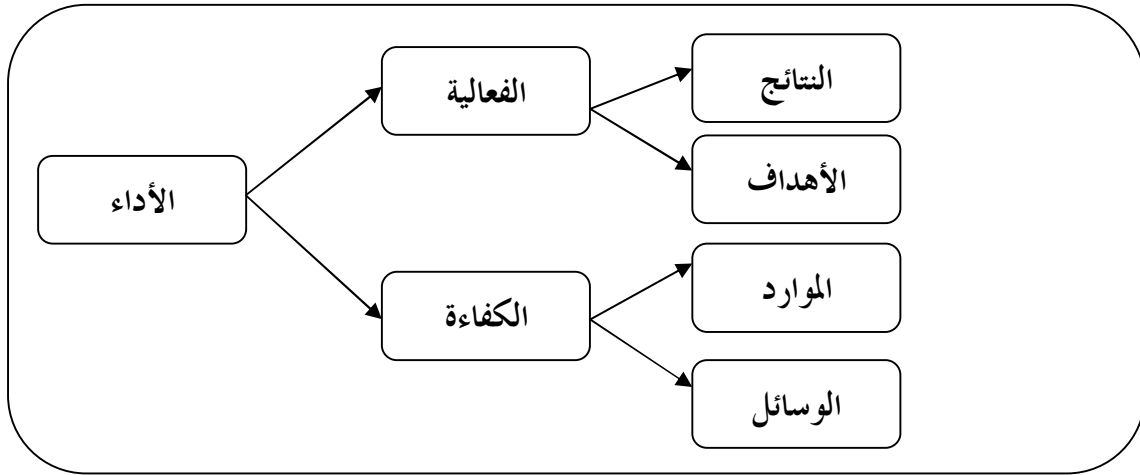 الأداء
الفعالية
النتائج
الأهداف
الكفاءة
الموارد
الوسائل